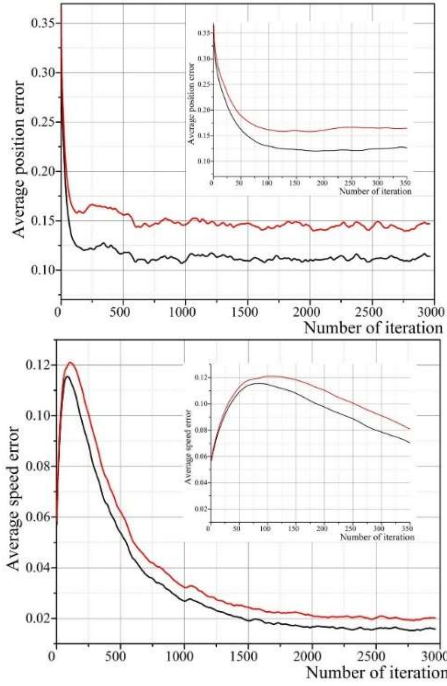 0.35
0.30
0.25
0.20
0.15
0.10
Average position error
0.35
0.30
0.25
0.20
0.15
0.10
Average position error
0 50 100 150 200 250 300 350
Number of iteration
0 500 1000 1500 2000 2500 3000
Number of iteration
0.12
0.10
0.08
0.06
0.04
0.02
Average speed error
0.12
0.10
0.08
0.06
0.04
0.02
Average speed error
0 50 100 150 200 250 300 350
Number of iteration
0 500 1000 1500 2000 2500 3000
Number of iteration